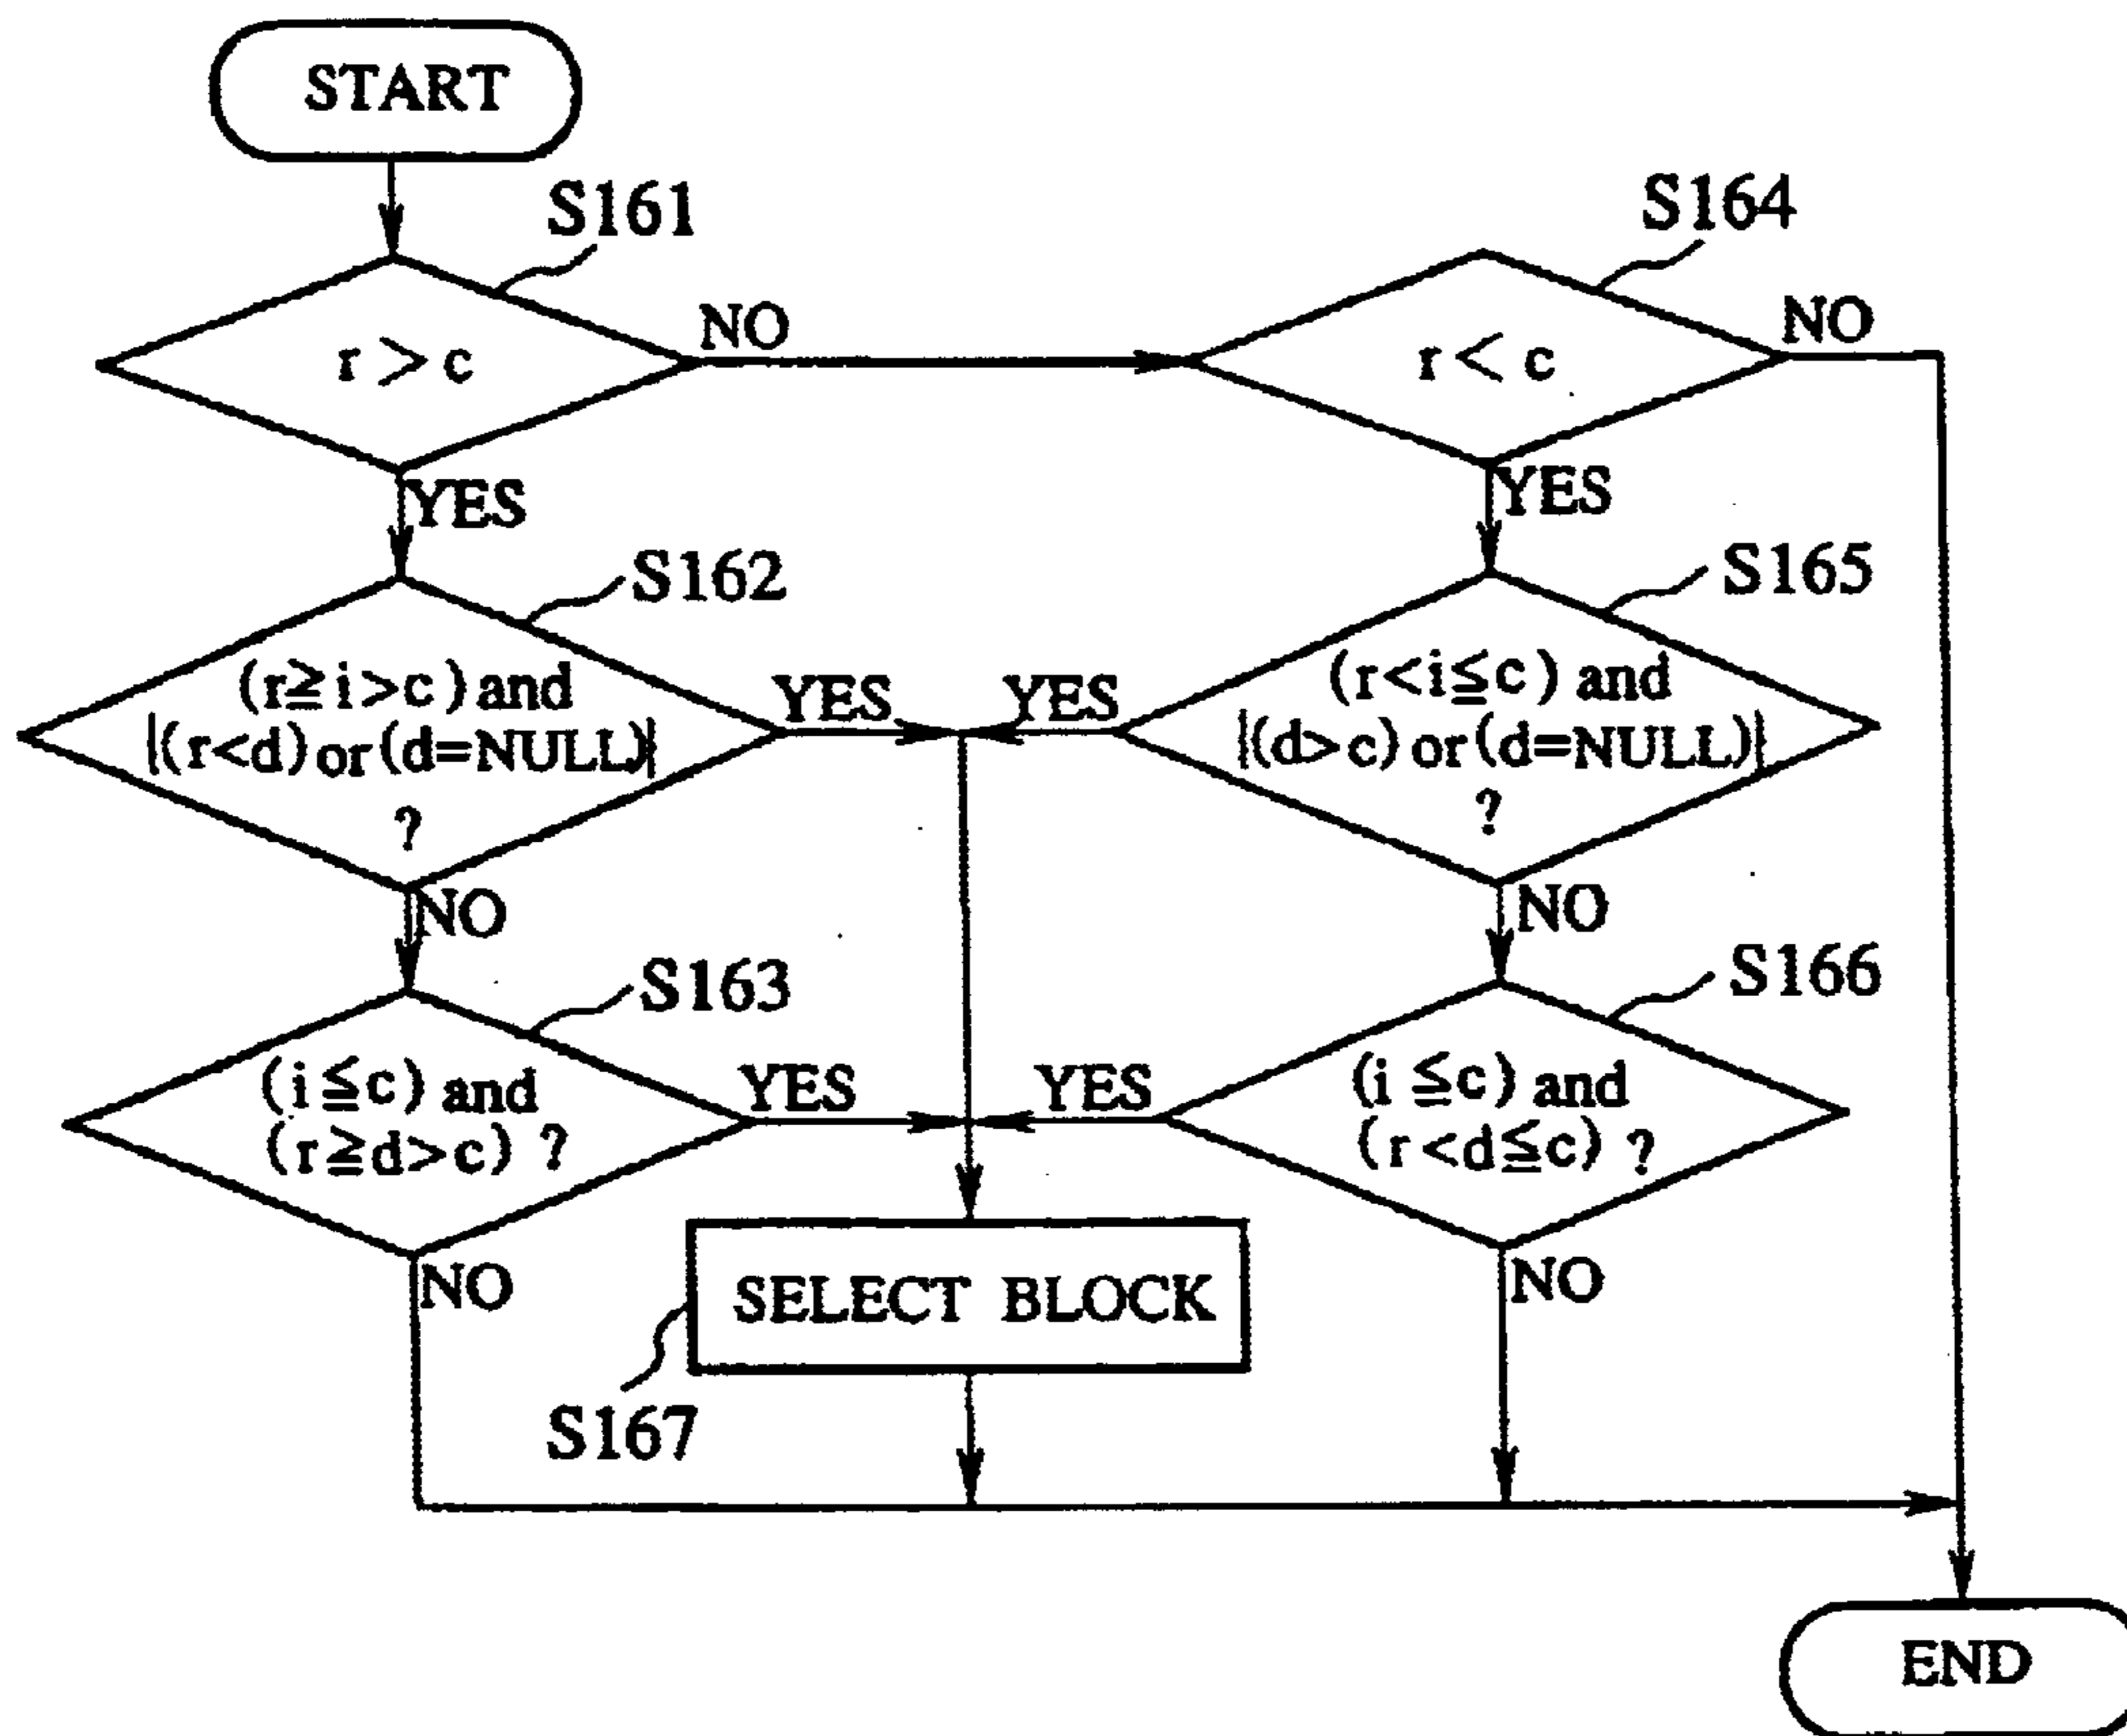 START
S161
r > c
NO
YES
S162
(r≧i>c) and
{(r<d) or (d=NULL)}
?
YES
NO
S163
(i≦c) and
(r≧d>c) ?
YES
NO
S164
r < c
NO
YES
S165
(r<i≦c) and
{(d>c) or (d=NULL)}
?
YES
NO
S166
(i ≦c) and
(r<d≦c) ?
YES
NO
SELECT BLOCK
S167
END